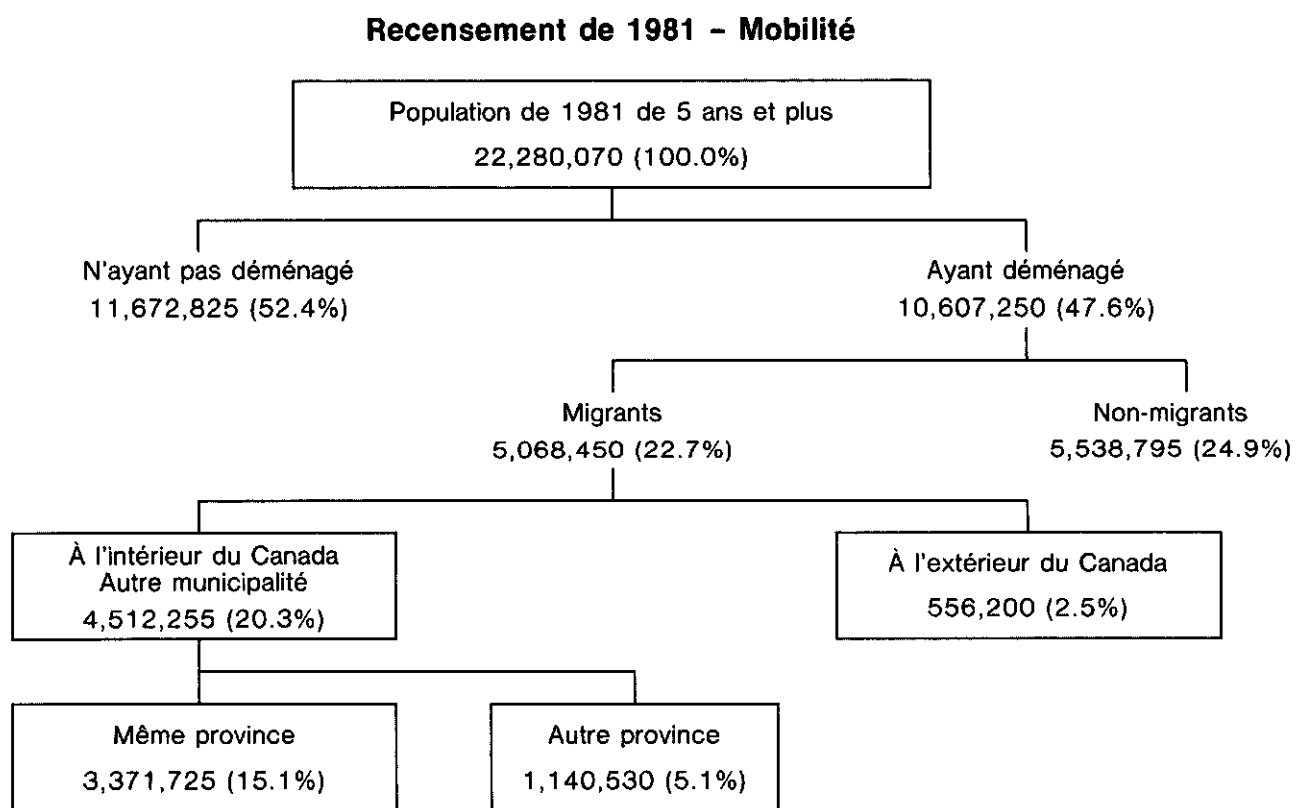 Recensement de 1981 – Mobilité
Population de 1981 de 5 ans et plus
22,280,070 (100.0%)
N'ayant pas déménagé
11,672,825 (52.4%)
Ayant déménagé
10,607,250 (47.6%)
Migrants
5,068,450 (22.7%)
Non-migrants
5,538,795 (24.9%)
À l'intérieur du Canada
Autre municipalité
4,512,255 (20.3%)
À l'extérieur du Canada
556,200 (2.5%)
Même province
3,371,725 (15.1%)
Autre province
1,140,530 (5.1%)